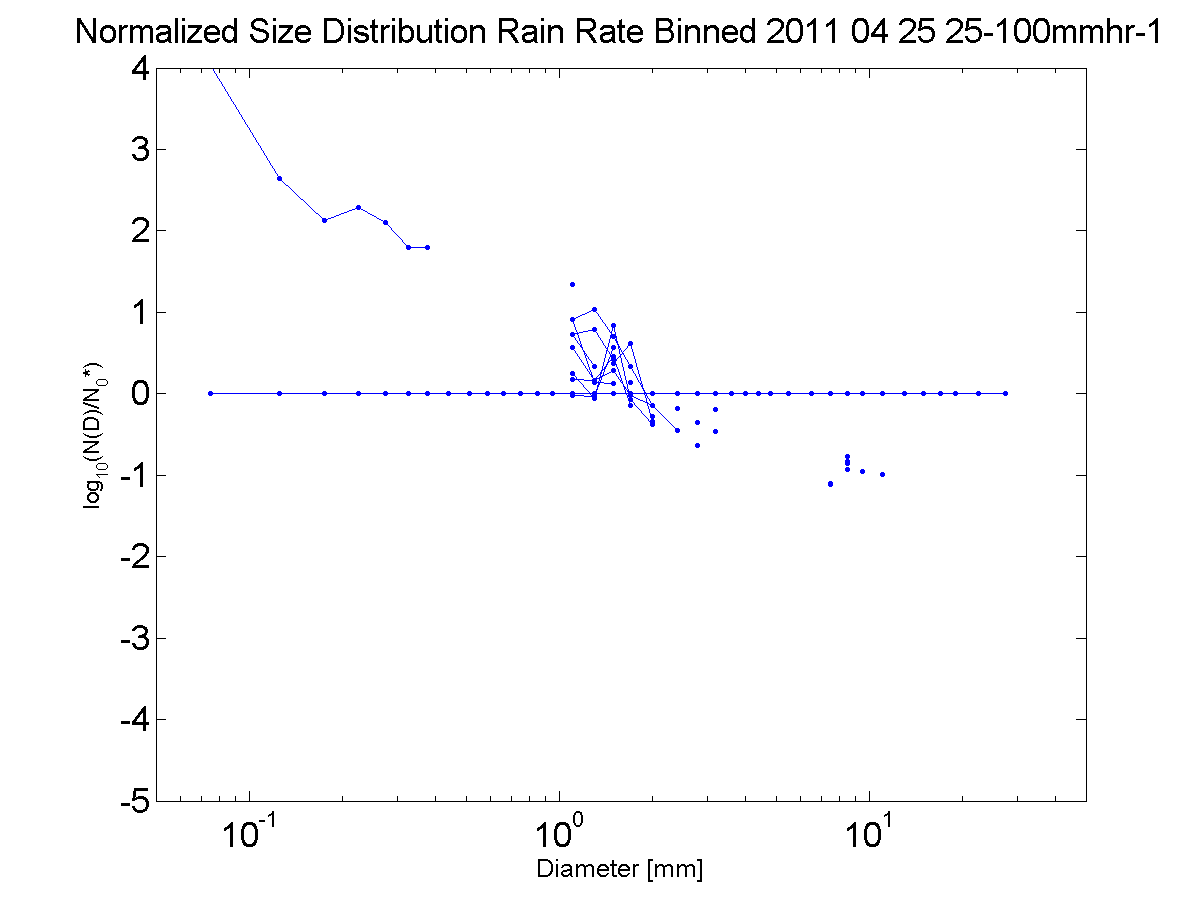 Normalized Size Distribution Rain Rate Binned 2011 04 25 25-100mmhr-1
4
3
2
1
0
-1
-2
-3
-4
-5
log₁₀(N(D)/N₀*)
10⁻¹ 10⁰ 10¹
Diameter [mm]